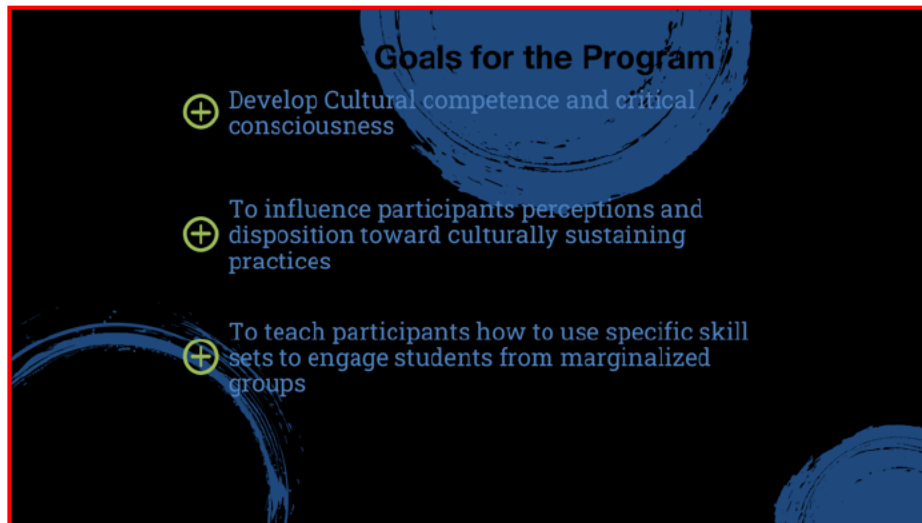 Goals for the Program
Develop Cultural competence and critical
consciousness
To influence participants perceptions and
disposition toward culturally sustaining
practices
To teach participants how to use specific skill
sets to engage students from marginalized
groups